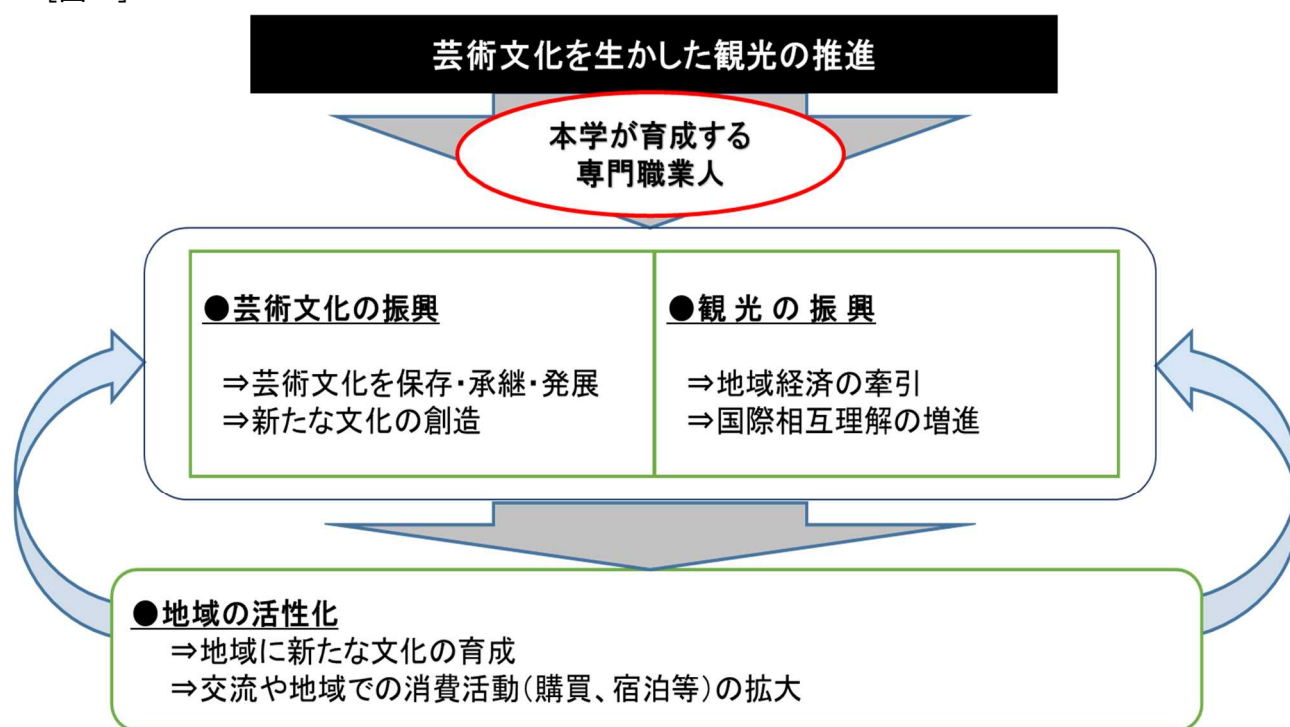 芸術文化を生かした観光の推進
本学が育成する
専門職業人
●芸術文化の振興
⇒芸術文化を保存・承継・発展
⇒新たな文化の創造
●観光の振興
⇒地域経済の牽引
⇒国際相互理解の増進
●地域の活性化
⇒地域に新たな文化の育成
⇒交流や地域での消費活動(購買、宿泊等)の拡大